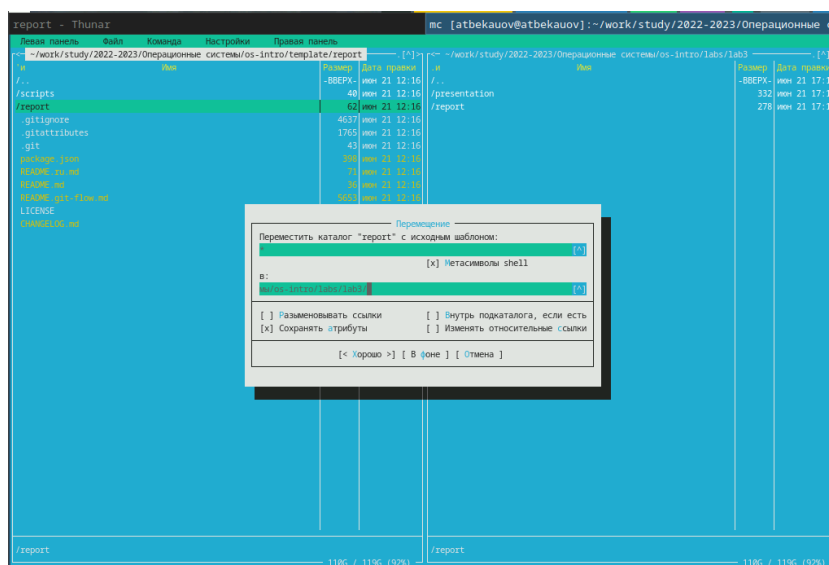 report - Thunar
mc [atbekauov@atbekauov]:~/work/study/2022-2023/Операционные
Левая панель Файл Команда Настройки Правая панель
~/work/study/2022-2023/Операционные системы/os-intro/template/report .[^]>
<─ ~/work/study/2022-2023/Операционные системы/os-intro/labs/lab3 .[^]
'и Имя Размер Дата правки
.и Имя Размер Дата правки
/.. -ВВЕРХ- июн 21 12:16
/.. -ВВЕРХ- июн 21 17:1
/scripts 40 июн 21 12:16
/presentation 332 июн 21 17:1
/report 62 июн 21 12:16
/report 278 июн 21 17:1
.gitignore 4637 июн 21 12:16
.gitattributes 1765 июн 21 12:16
.git 43 июн 21 12:16
package.json 398 июн 21 12:16
README.ru.md 71 июн 21 12:16
README.md 36 июн 21 12:16
README.git-flow.md 5653 июн 21 12:16
LICENSE
CHANGELOG.md
Перемещение
Переместить каталог "report" с исходным шаблоном:
* [^]
[x] Метасимволы shell
в:
мы/os-intro/labs/lab3/ [^]
[ ] Разыменовывать ссылки [ ] Внутрь подкаталога, если есть
[x] Сохранять атрибуты [ ] Изменять относительные ссылки
[< Хорошо >] [ В фоне ] [ Отмена ]
/report
/report
110G / 119G (92%)
110G / 119G (92%)